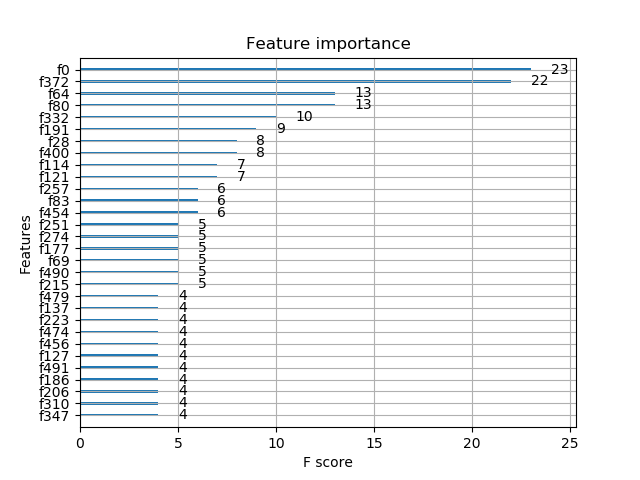 Feature importance
f0 23
f372 22
f64 13
f80 13
f332 10
f191 9
f28 8
f400 8
f114 7
f121 7
f257 6
f83 6
f454 6
f251 5
f274 5
f177 5
f69 5
f490 5
f215 5
f479 4
f137 4
f223 4
f474 4
f456 4
f127 4
f491 4
f186 4
f206 4
f310 4
f347 4
Features
0 5 10 15 20 25
F score